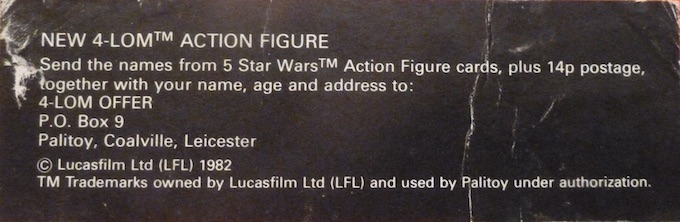 NEW 4-LOM™ ACTION FIGURE
Send the names from 5 Star Wars™ Action Figure cards, plus 14p postage,
together with your name, age and address to:
4-LOM OFFER
P.O. Box 9
Palitoy, Coalville, Leicester
© Lucasfilm Ltd (LFL) 1982
TM Trademarks owned by Lucasfilm Ltd (LFL) and used by Palitoy under authorization.